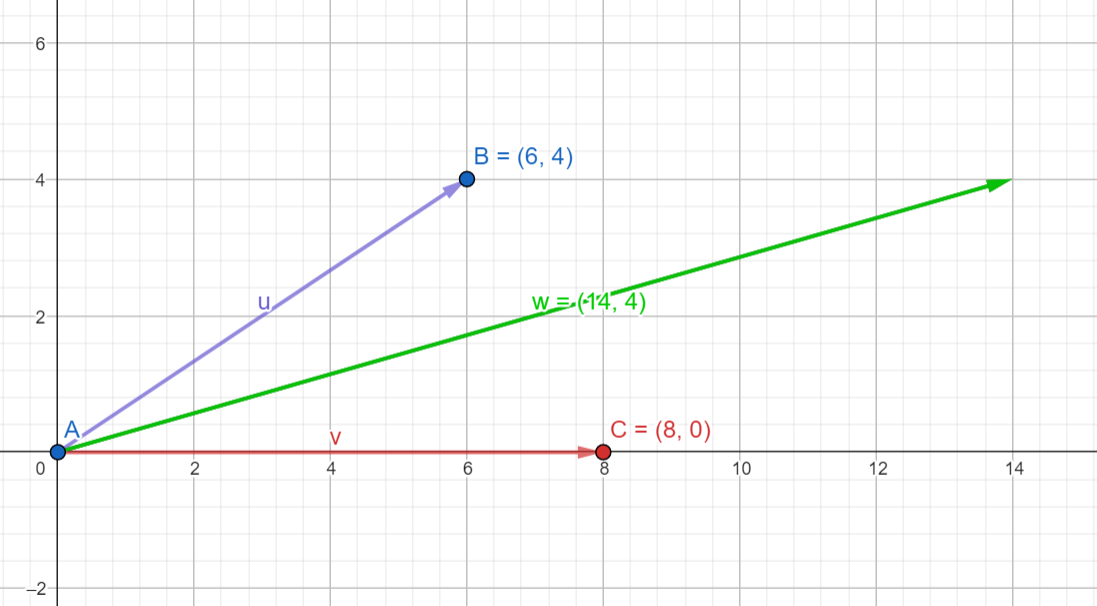 6
B = (6, 4)
4
u
w = (14, 4)
2
A
v
C = (8, 0)
0
2
4
6
8
10
12
14
–2